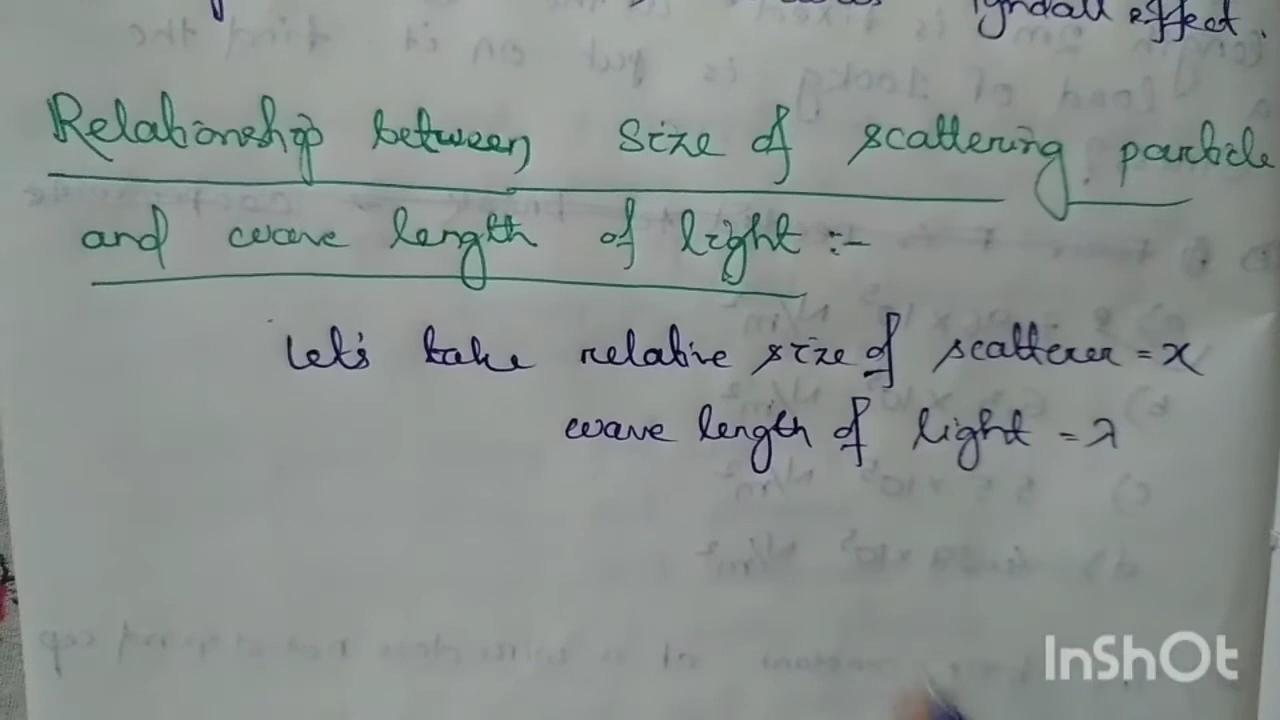 Tyndall effect.
Relationship between size of scattering particle
and wave length of light :-
Let's take relative size of scatterer = x
wave length of light = λ
InShOt